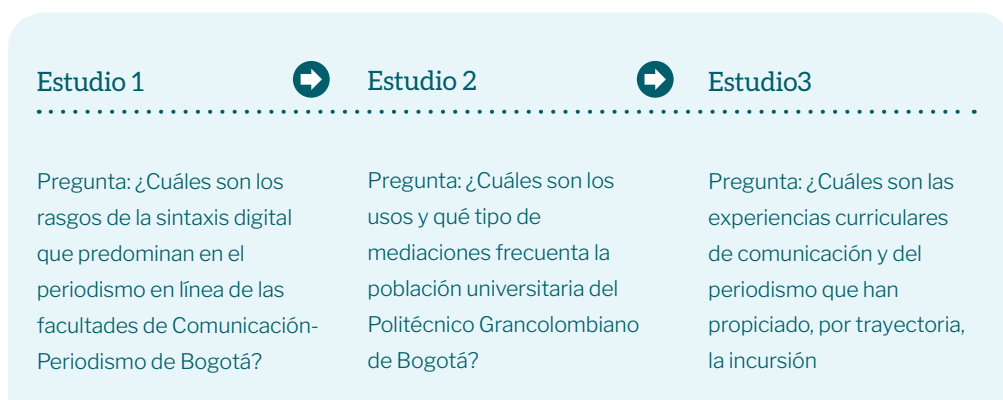 Estudio 1
Pregunta: ¿Cuáles son los
rasgos de la sintaxis digital
que predominan en el
periodismo en línea de las
facultades de Comunicación-
Periodismo de Bogotá?
Estudio 2
Pregunta: ¿Cuáles son los
usos y qué tipo de
mediaciones frecuenta la
población universitaria del
Politécnico Grancolombiano
de Bogotá?
Estudio3
Pregunta: ¿Cuáles son las
experiencias curriculares
de comunicación y del
periodismo que han
propiciado, por trayectoria,
la incursión